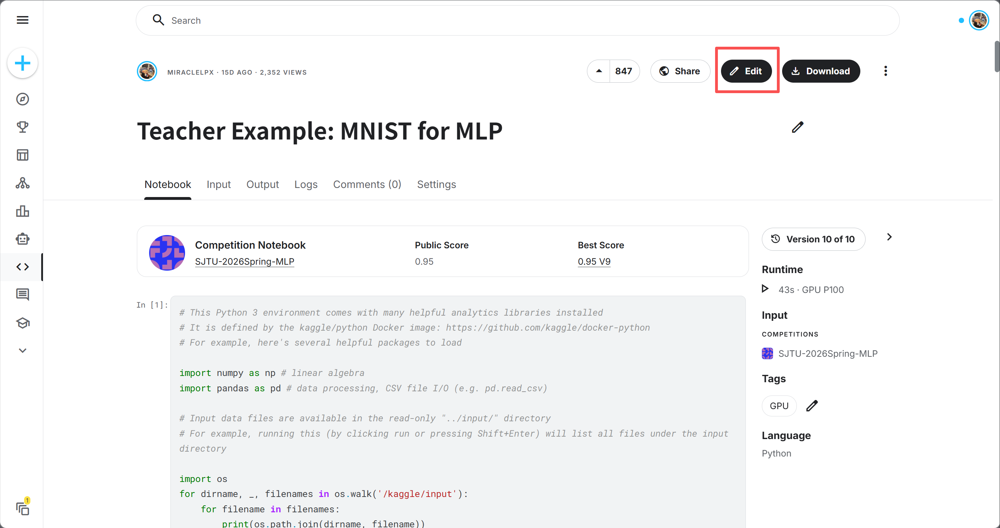 Search
MIRACLELPX · 15D AGO · 2,352 VIEWS
847
Share
Edit
Download
Teacher Example: MNIST for MLP
Notebook
Input
Output
Logs
Comments (0)
Settings
Competition Notebook
SJTU-2026Spring-MLP
Public Score
0.95
Best Score
0.95 V9
Version 10 of 10
Runtime
43s · GPU P100
Input
COMPETITIONS
SJTU-2026Spring-MLP
Tags
GPU
Language
Python
In [1]:
# This Python 3 environment comes with many helpful analytics libraries installed
# It is defined by the kaggle/python Docker image: https://github.com/kaggle/docker-python
# For example, here's several helpful packages to load
import numpy as np # linear algebra
import pandas as pd # data processing, CSV file I/O (e.g. pd.read_csv)
# Input data files are available in the read-only "../input/" directory
# For example, running this (by clicking run or pressing Shift+Enter) will list all files under the input
directory
import os
for dirname, _, filenames in os.walk('/kaggle/input'):
    for filename in filenames:
        print(os.path.join(dirname, filename))
1